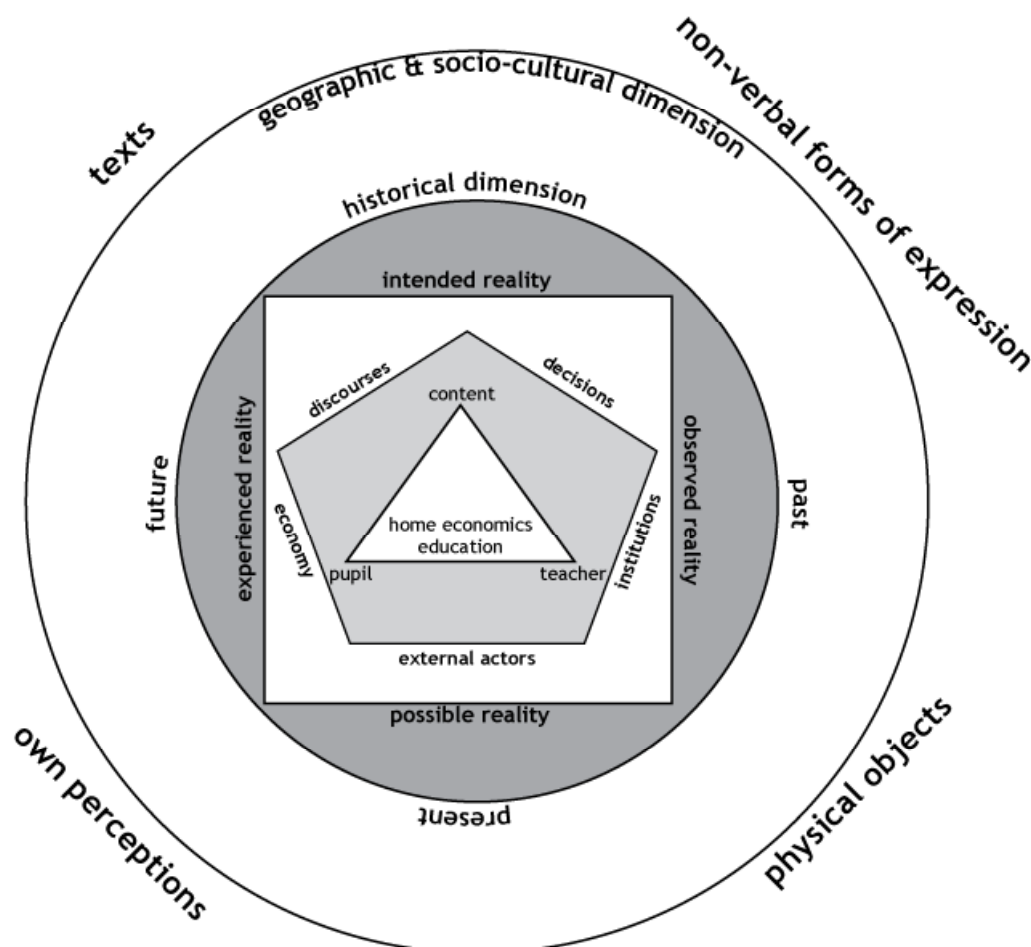 non-verbal forms of expression
geographic & socio-cultural dimension
texts
historical dimension
intended reality
discourses
decisions
content
experienced reality
observed reality
future
past
economy
institutions
home economics
education
pupil
teacher
external actors
possible reality
present
own perceptions
physical objects